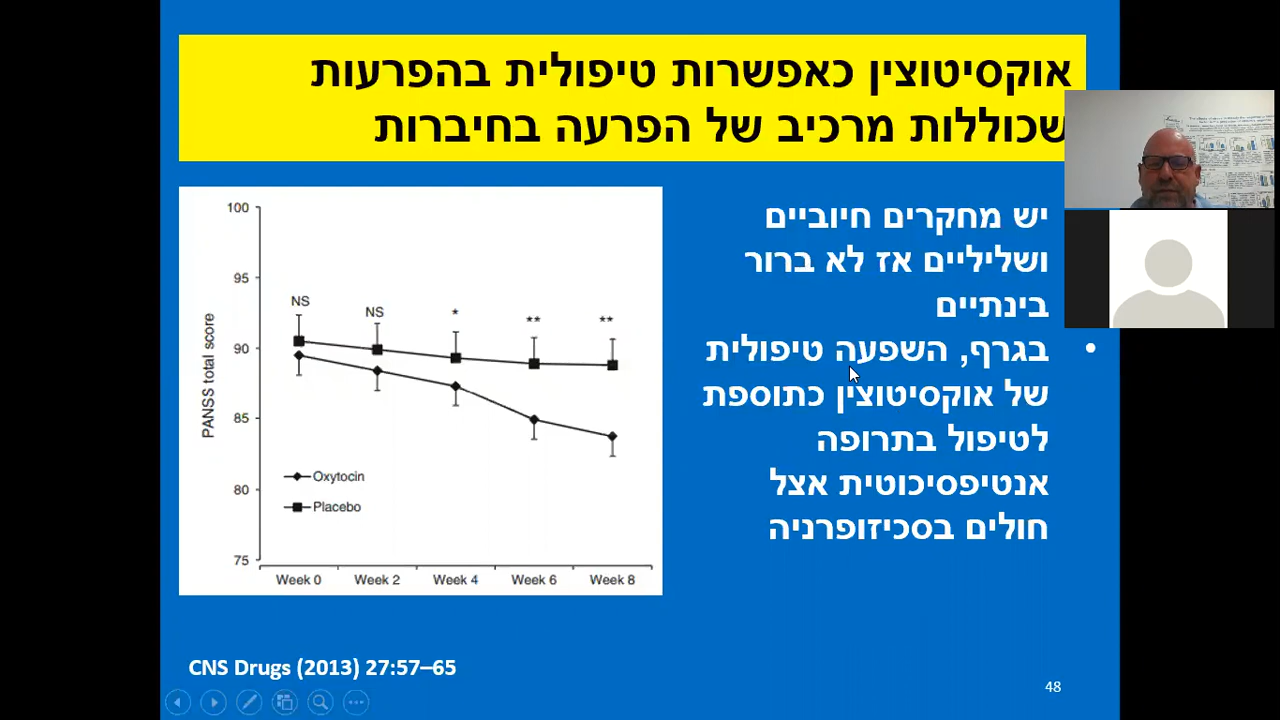 אוקסיטוצין כאפשרות טיפולית בהפרעות
שכוללות מרכיב של הפרעה בחיברות
יש מחקרים חיוביים
ושליליים אז לא ברור
בינתיים
• בגרף, השפעה טיפולית
של אוקסיטוצין כתוספת
לטיפול בתרופה
אנטיפסיכוטית אצל
חולים בסכיזופרניה
PANSS total score
100
95
90
85
80
75
NS
NS
*
**
**
Oxytocin
Placebo
Week 0
Week 2
Week 4
Week 6
Week 8
CNS Drugs (2013) 27:57–65
48